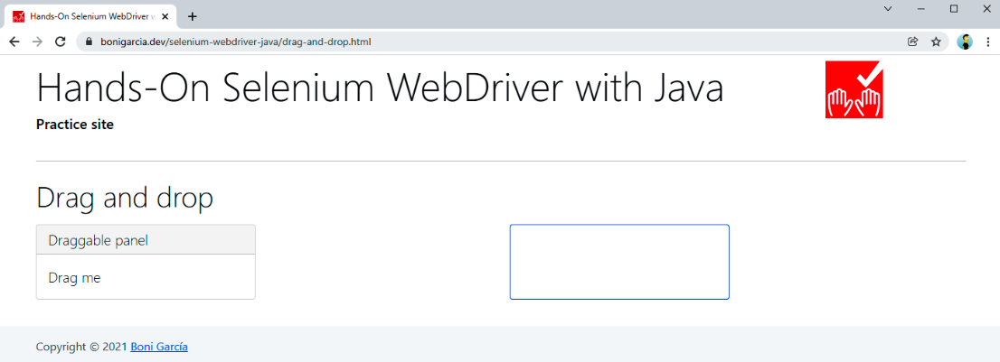 Hands-On Selenium WebDriver w
bonigarcia.dev/selenium-webdriver-java/drag-and-drop.html
Hands-On Selenium WebDriver with Java
Practice site
Drag and drop
Draggable panel
Drag me
Copyright © 2021 Boni García